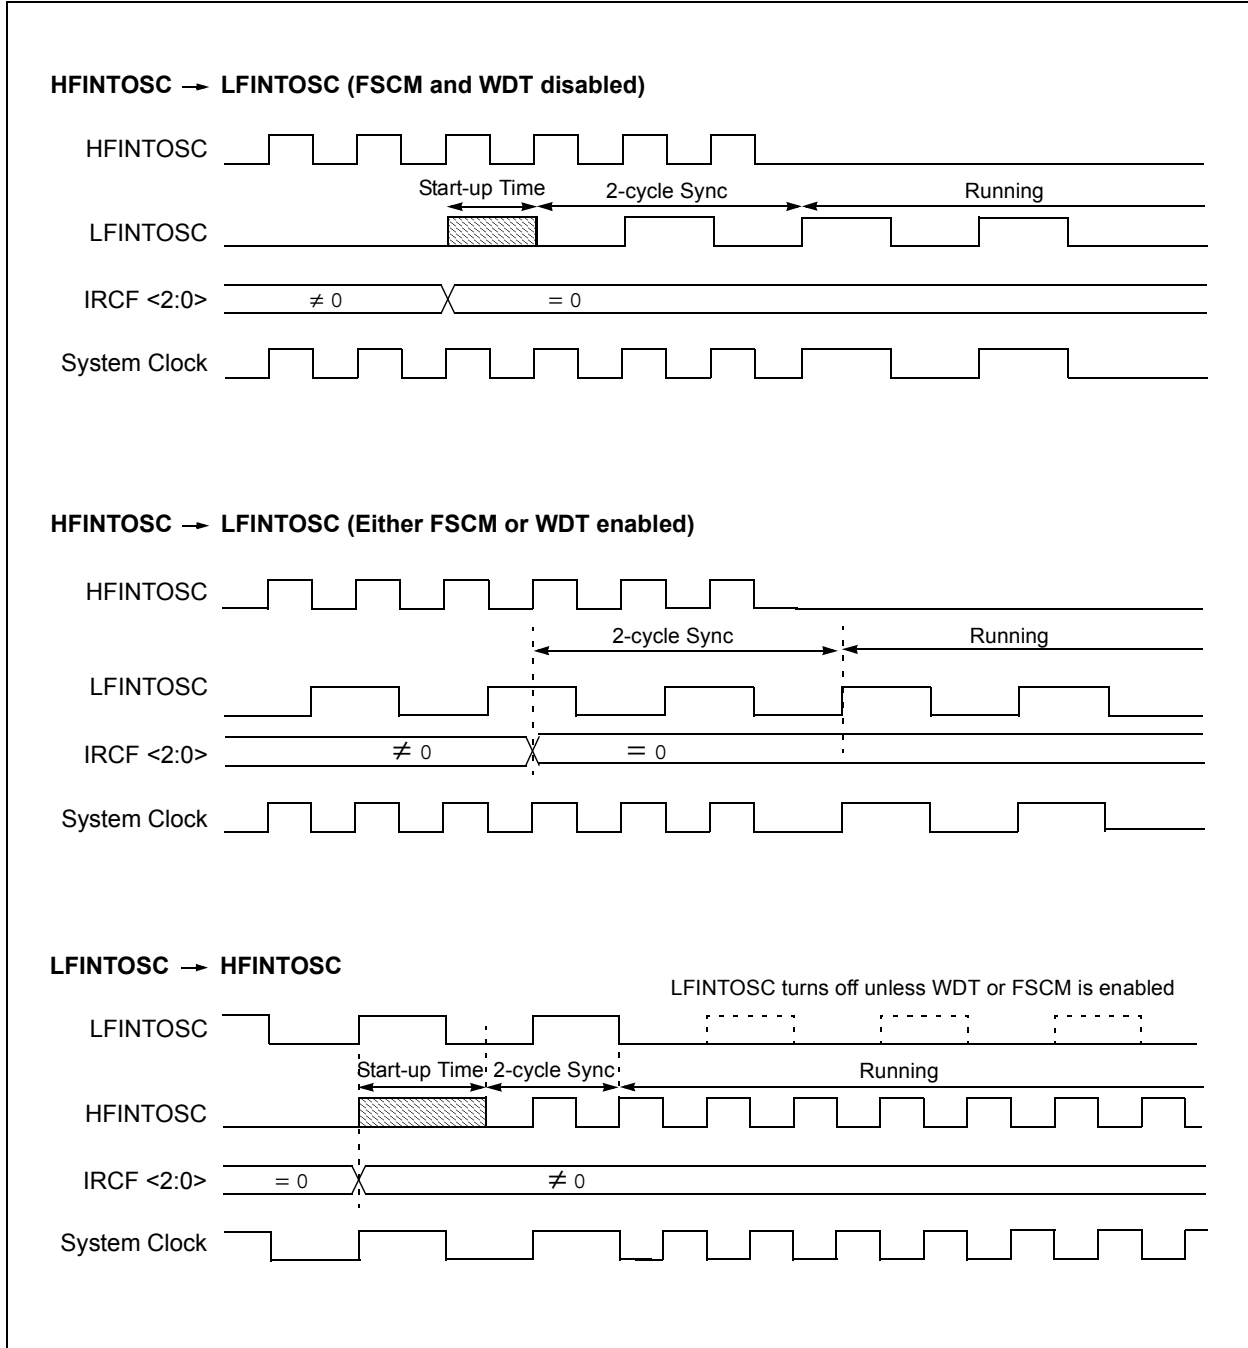 HFINTOSC → LFINTOSC (FSCM and WDT disabled)
HFINTOSC
Start-up Time 2-cycle Sync Running
LFINTOSC
IRCF <2:0> ≠ 0 = 0
System Clock
HFINTOSC → LFINTOSC (Either FSCM or WDT enabled)
HFINTOSC
2-cycle Sync Running
LFINTOSC
IRCF <2:0> ≠ 0 = 0
System Clock
LFINTOSC → HFINTOSC
LFINTOSC turns off unless WDT or FSCM is enabled
LFINTOSC
Start-up Time 2-cycle Sync Running
HFINTOSC
IRCF <2:0> = 0 ≠ 0
System Clock